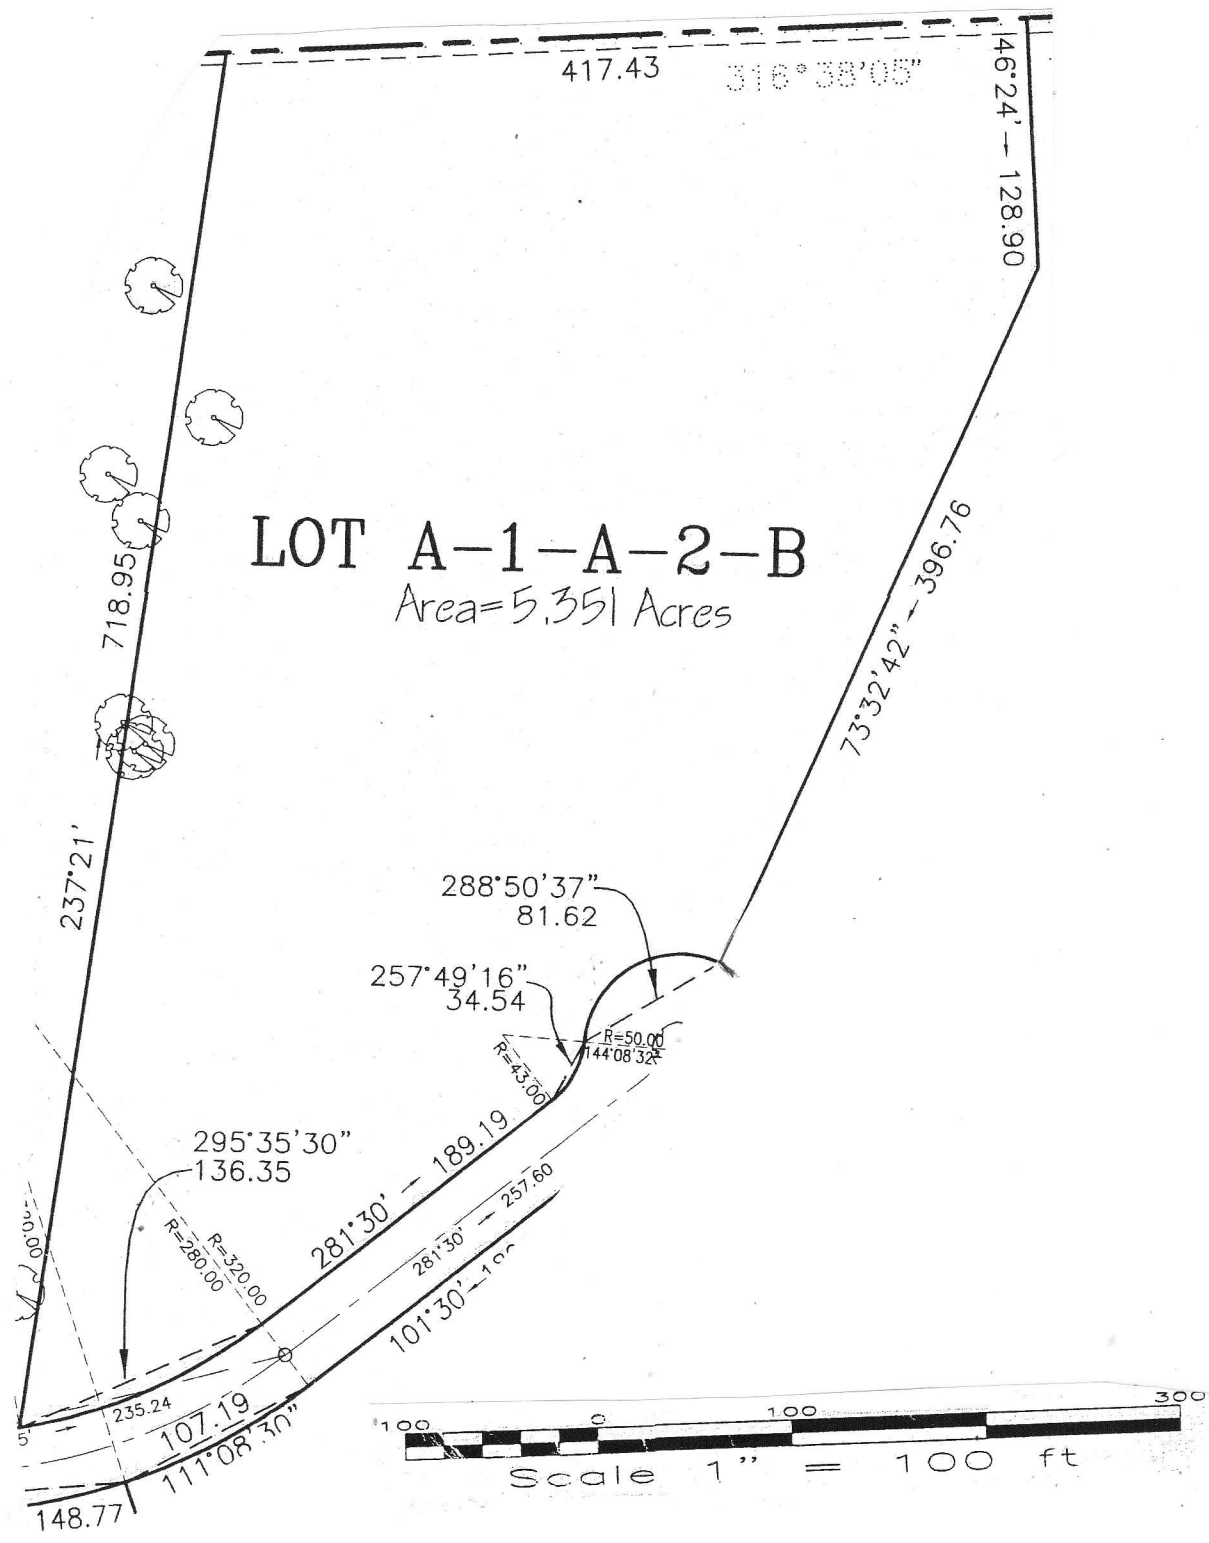 417.43
316°38'05"
46°24' – 128.90
718.95
LOT A-1-A-2-B
Area=5.351 Acres
73°32'42" – 396.76
237°21'
288°50'37"
81.62
257°49'16"
34.54
R=50.00
144°08'32"
R=43.00
295°35'30"
136.35
281°30' – 189.19
R=320.00
R=280.00
281°30' – 257.60
101°30'
235.24
107.19
111°08'30"
5'
148.77
100 0 100 300
Scale 1" = 100 ft